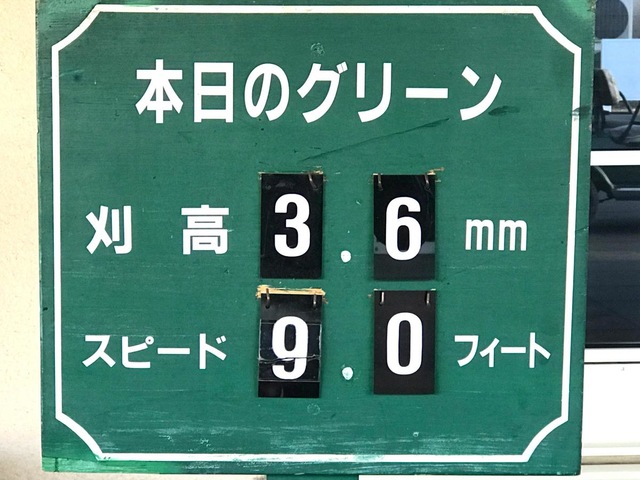 本日のグリーン
刈高 3.6 mm
スピード 9.0 フィート